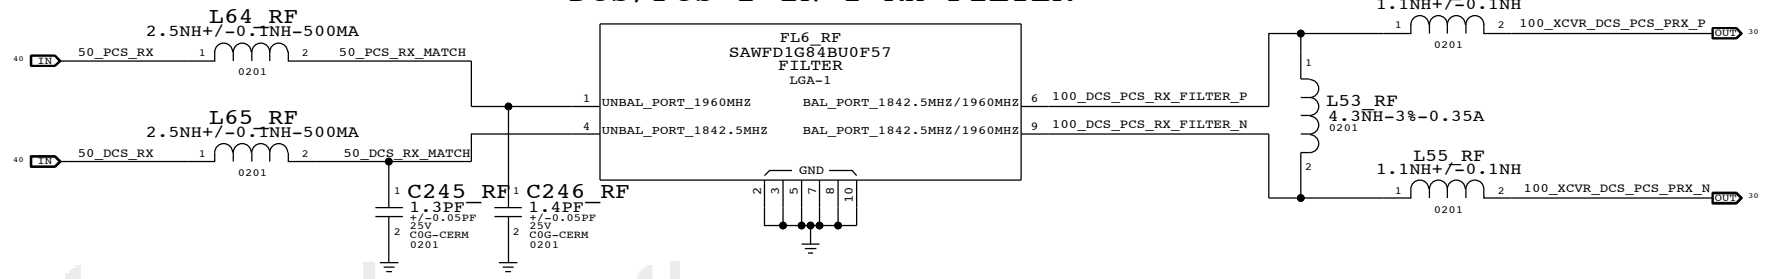 L64_RF
2.5NH+/-0.1NH-500MA
40
IN
50_PCS_RX
1
2
50_PCS_RX_MATCH
0201
L65_RF
2.5NH+/-0.1NH-500MA
40
IN
50_DCS_RX
1
2
50_DCS_RX_MATCH
0201
1
C245_RF
1.3PF
+/-0.05PF
25V
2
C0G-CERM
0201
1
C246_RF
1.4PF
+/-0.05PF
25V
2
C0G-CERM
0201
FL6_RF
SAWFD1G84BU0F57
FILTER
LGA-1
1
UNBAL_PORT_1960MHZ
BAL_PORT_1842.5MHZ/1960MHZ
6
100_DCS_PCS_RX_FILTER_P
4
UNBAL_PORT_1842.5MHZ
BAL_PORT_1842.5MHZ/1960MHZ
9
100_DCS_PCS_RX_FILTER_N
GND
2
3
5
7
8
10
1.1NH+/-0.1NH
1
2
100_XCVR_DCS_PCS_PRX_P
OUT
30
0201
1
L53_RF
4.3NH-3%-0.35A
0201
2
L55_RF
1.1NH+/-0.1NH
1
2
100_XCVR_DCS_PCS_PRX_N
OUT
30
0201